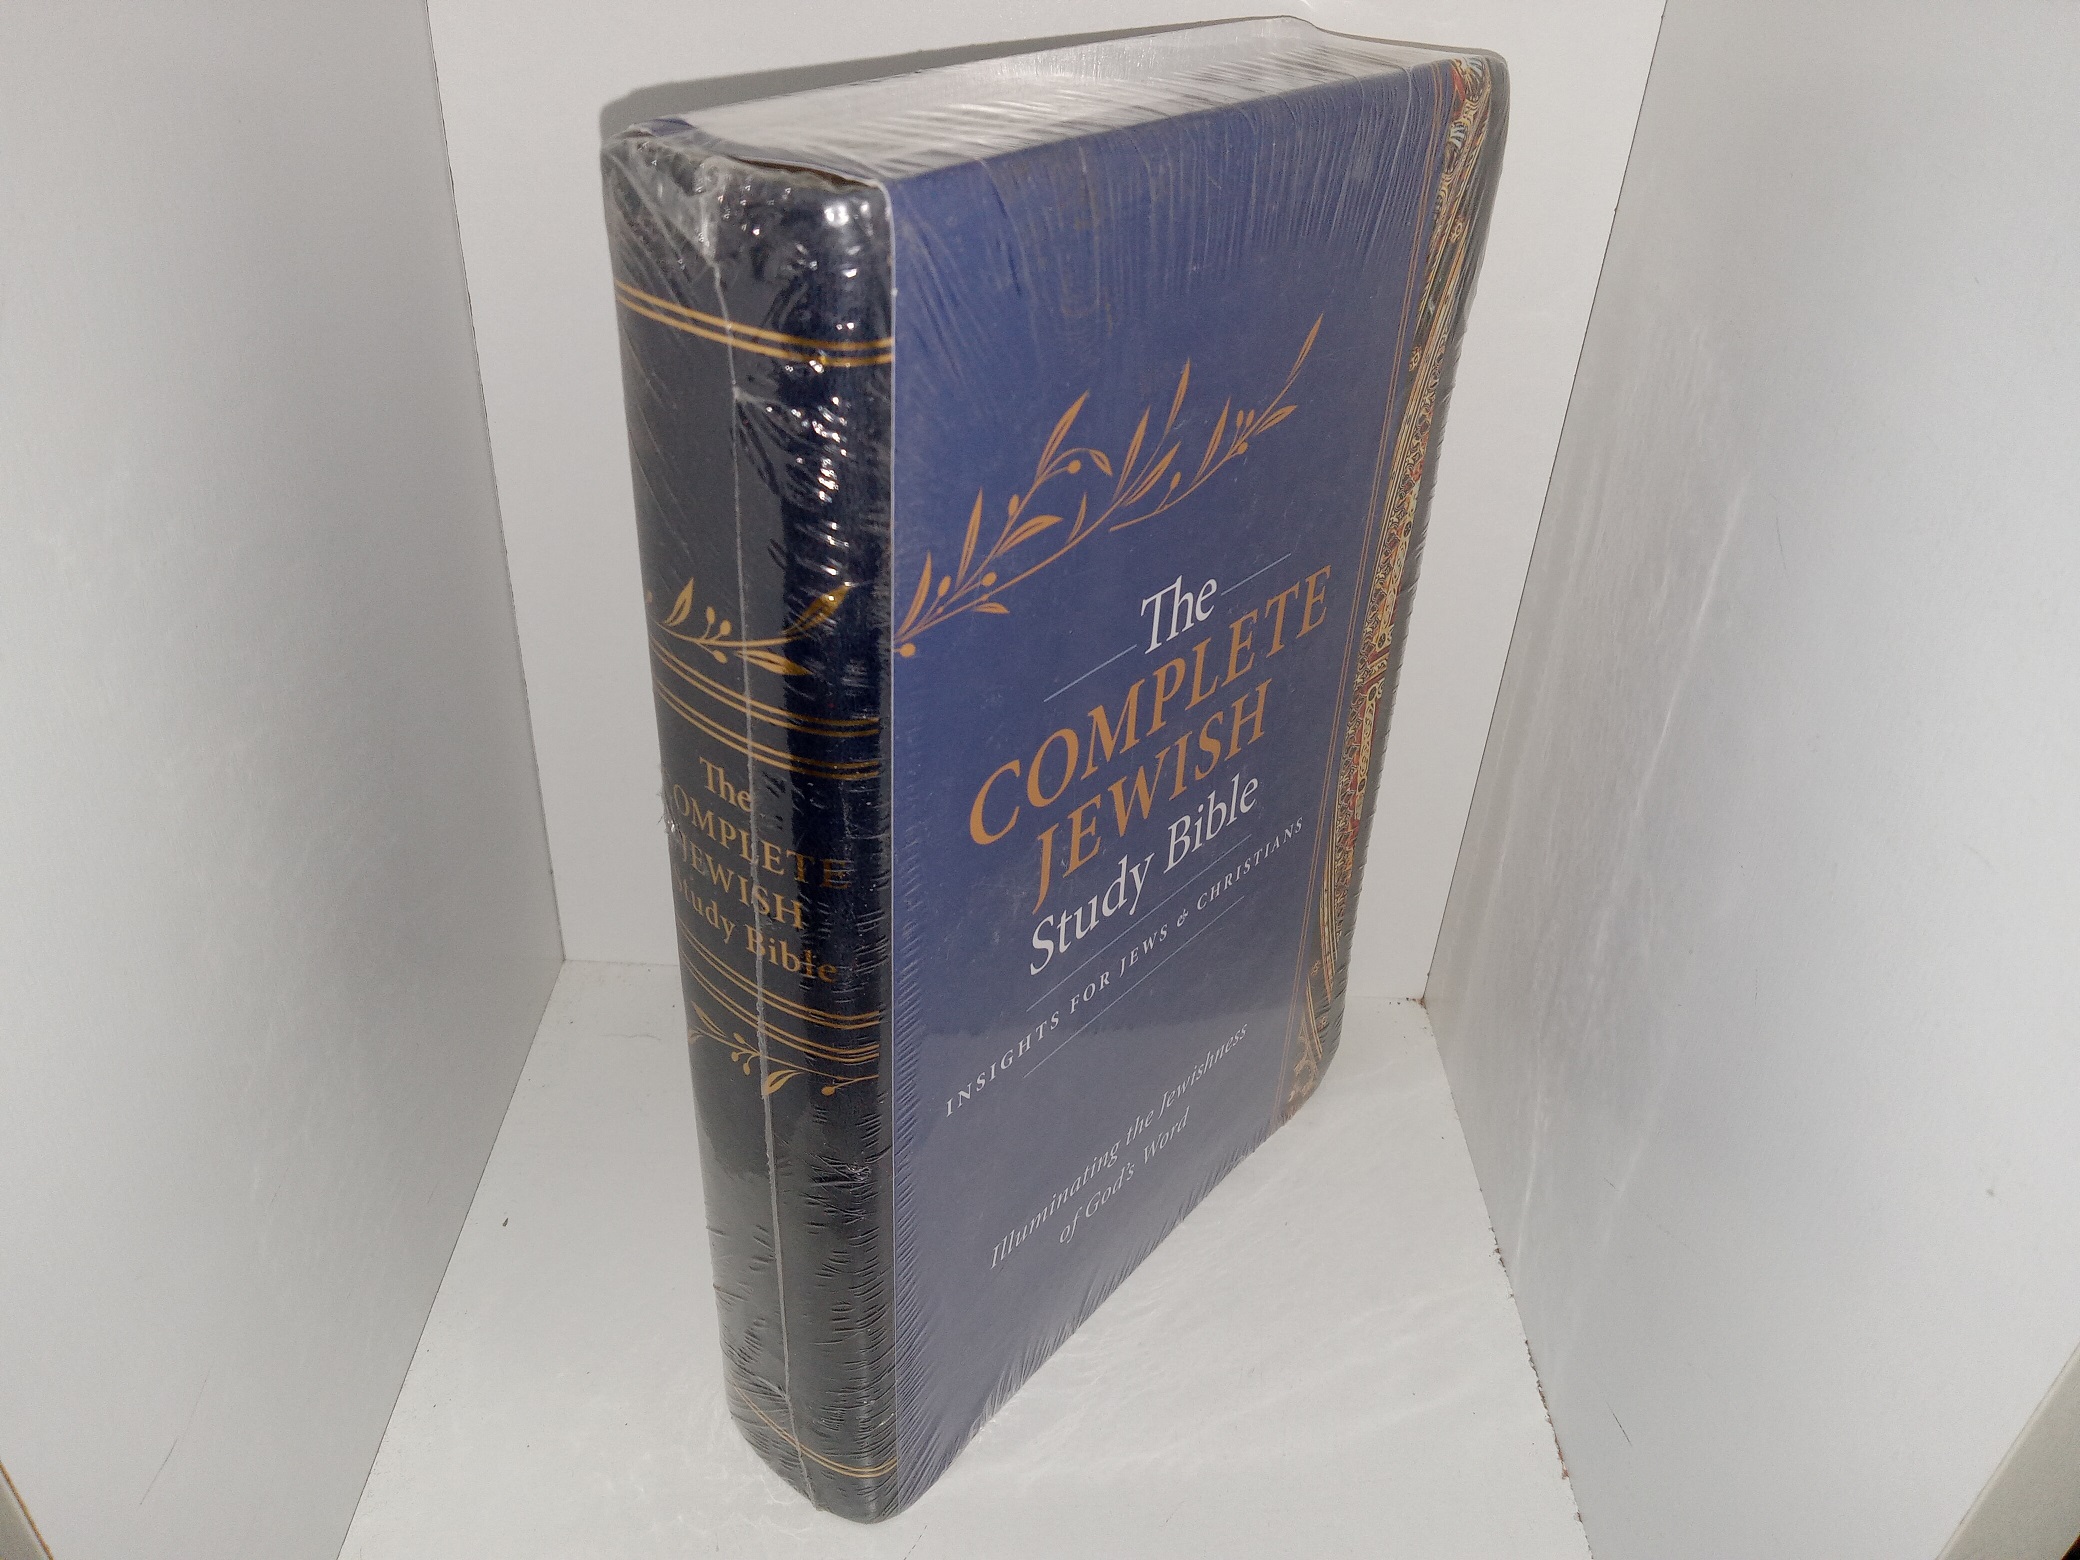 The
OMPLETE
JEWISH
Study Bible
The
COMPLETE
JEWISH
Study Bible
INSIGHTS FOR JEWS & CHRISTIANS
Illuminating the Jewishness
of God's Word